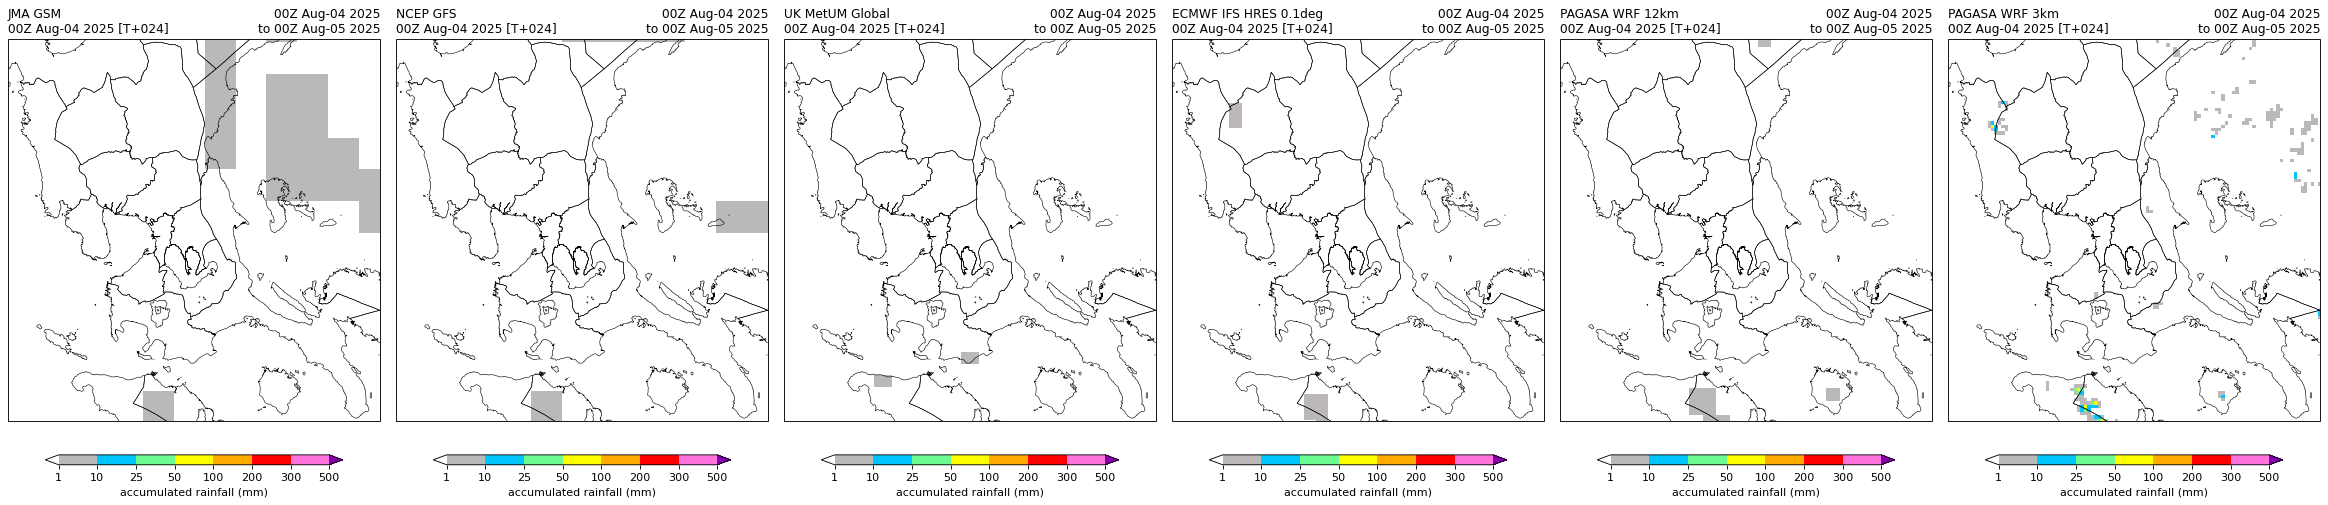 JMA GSM 00Z Aug-04 2025
00Z Aug-04 2025 [T+024] to 00Z Aug-05 2025
1 10 25 50 100 200 300 500
accumulated rainfall (mm)
NCEP GFS 00Z Aug-04 2025
00Z Aug-04 2025 [T+024] to 00Z Aug-05 2025
1 10 25 50 100 200 300 500
accumulated rainfall (mm)
UK MetUM Global 00Z Aug-04 2025
00Z Aug-04 2025 [T+024] to 00Z Aug-05 2025
1 10 25 50 100 200 300 500
accumulated rainfall (mm)
ECMWF IFS HRES 0.1deg 00Z Aug-04 2025
00Z Aug-04 2025 [T+024] to 00Z Aug-05 2025
1 10 25 50 100 200 300 500
accumulated rainfall (mm)
PAGASA WRF 12km 00Z Aug-04 2025
00Z Aug-04 2025 [T+024] to 00Z Aug-05 2025
1 10 25 50 100 200 300 500
accumulated rainfall (mm)
PAGASA WRF 3km 00Z Aug-04 2025
00Z Aug-04 2025 [T+024] to 00Z Aug-05 2025
1 10 25 50 100 200 300 500
accumulated rainfall (mm)